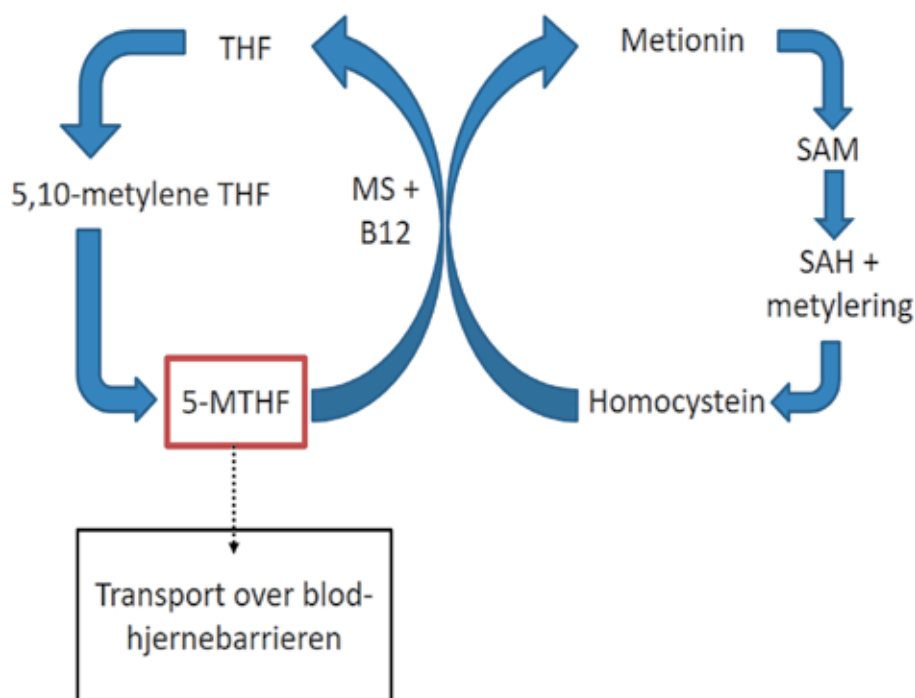 THF
Metionin
SAM
5,10-metylene THF
MS +
B12
SAH +
metylering
5-MTHF
Homocystein
Transport over blod-
hjernebarrieren